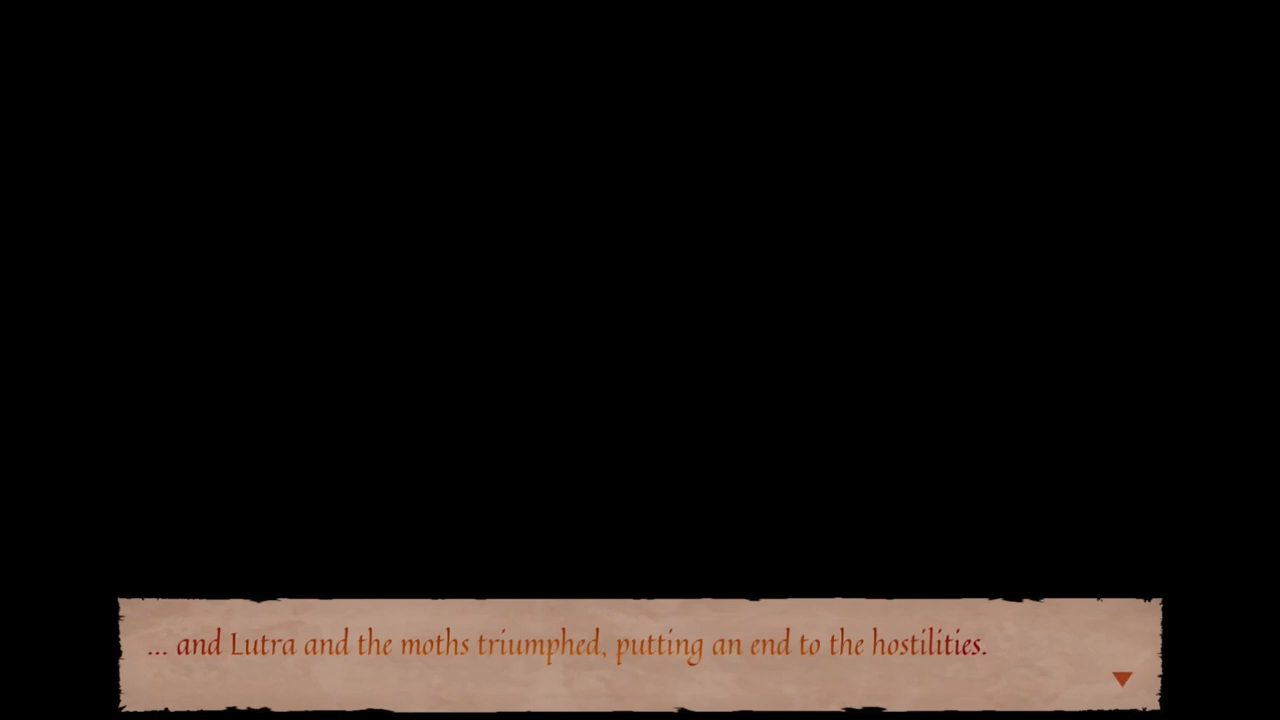 ... and Lutra and the moths triumphed, putting an end to the hostilities.